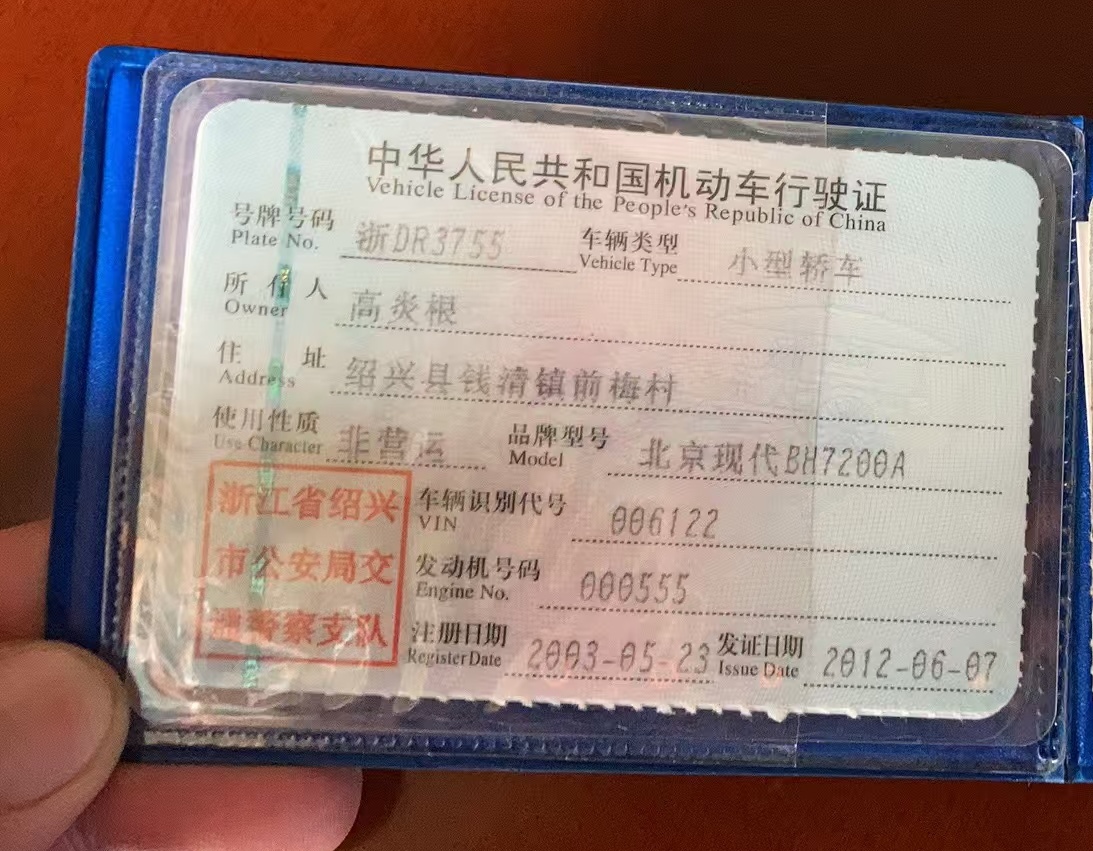 中华人民共和国机动车行驶证
Vehicle License of the People's Republic of China
号牌号码 浙DR3755 车辆类型 小型轿车
Plate No. Vehicle Type
所有人 高炎根
Owner
住址 绍兴县钱清镇前梅村
Address
使用性质 非营运 品牌型号 北京现代BH7200A
Use Character Model
浙江省绍兴
市公安局交
通警察支队
车辆识别代号 006122
VIN
发动机号码 000555
Engine No.
注册日期 2003-05-23 发证日期 2012-06-07
Register Date Issue Date